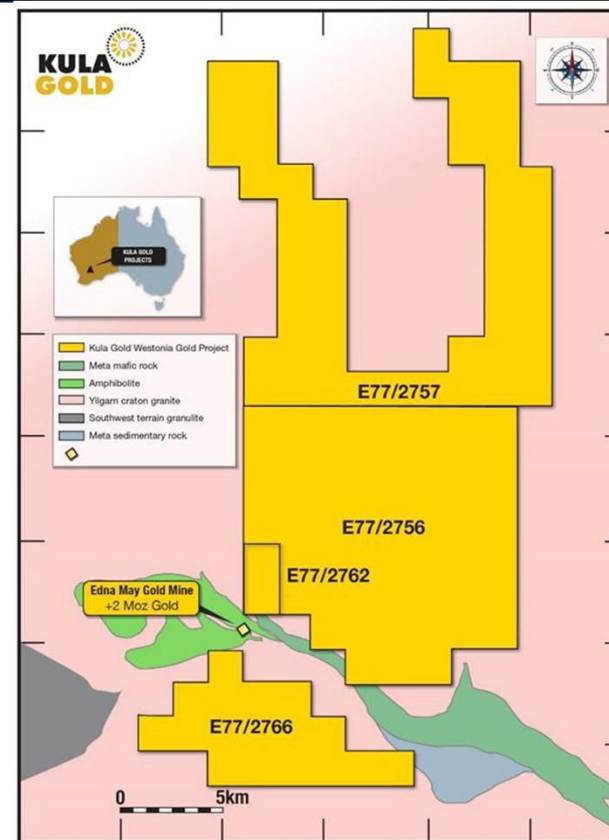 KULA
GOLD
KULA GOLD
PROJECTS
Kula Gold Westonia Gold Project
Meta mafic rock
Amphibolite
Yilgarn craton granite
Southwest terrain granulite
Meta sedimentary rock
E77/2757
E77/2756
E77/2762
Edna May Gold Mine
+2 Moz Gold
E77/2766
0 5km